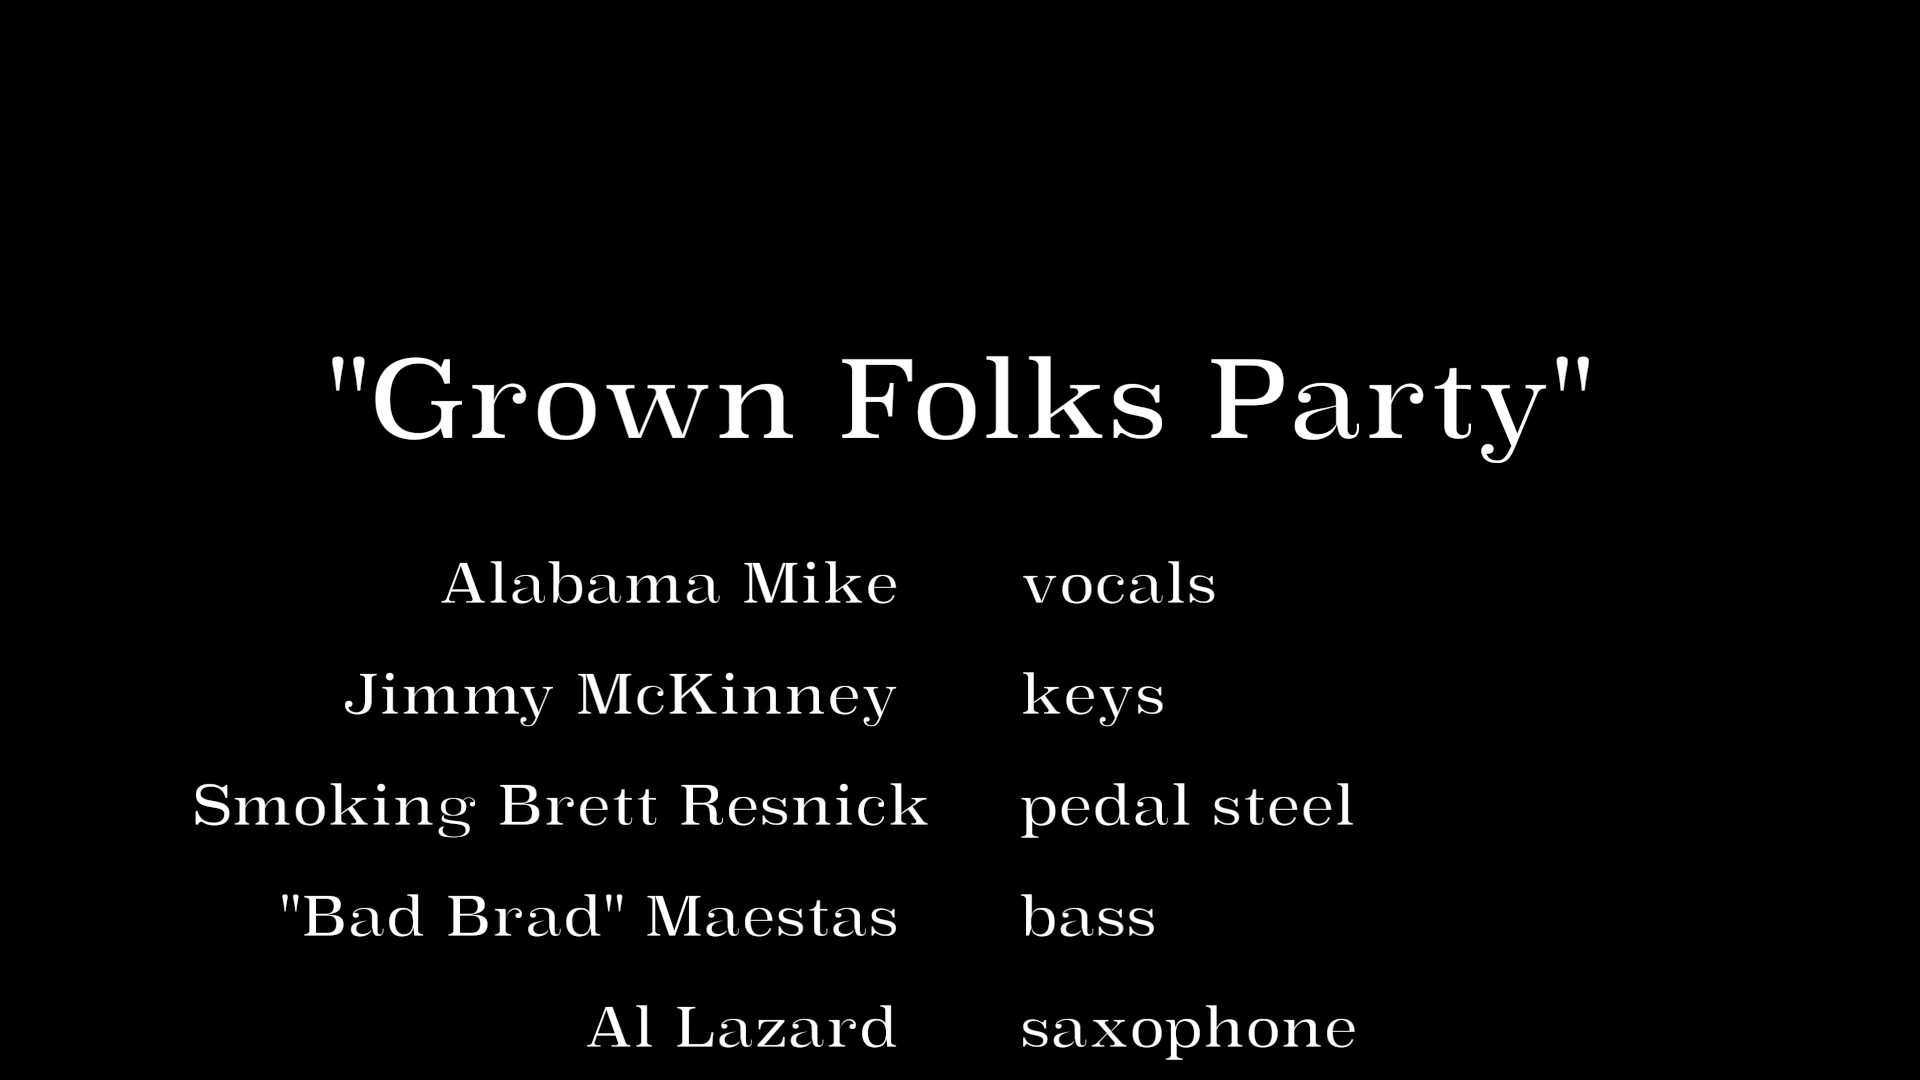 "Grown Folks Party"
Alabama Mike vocals
Jimmy McKinney keys
Smoking Brett Resnick pedal steel
"Bad Brad" Maestas bass
Al Lazard saxophone